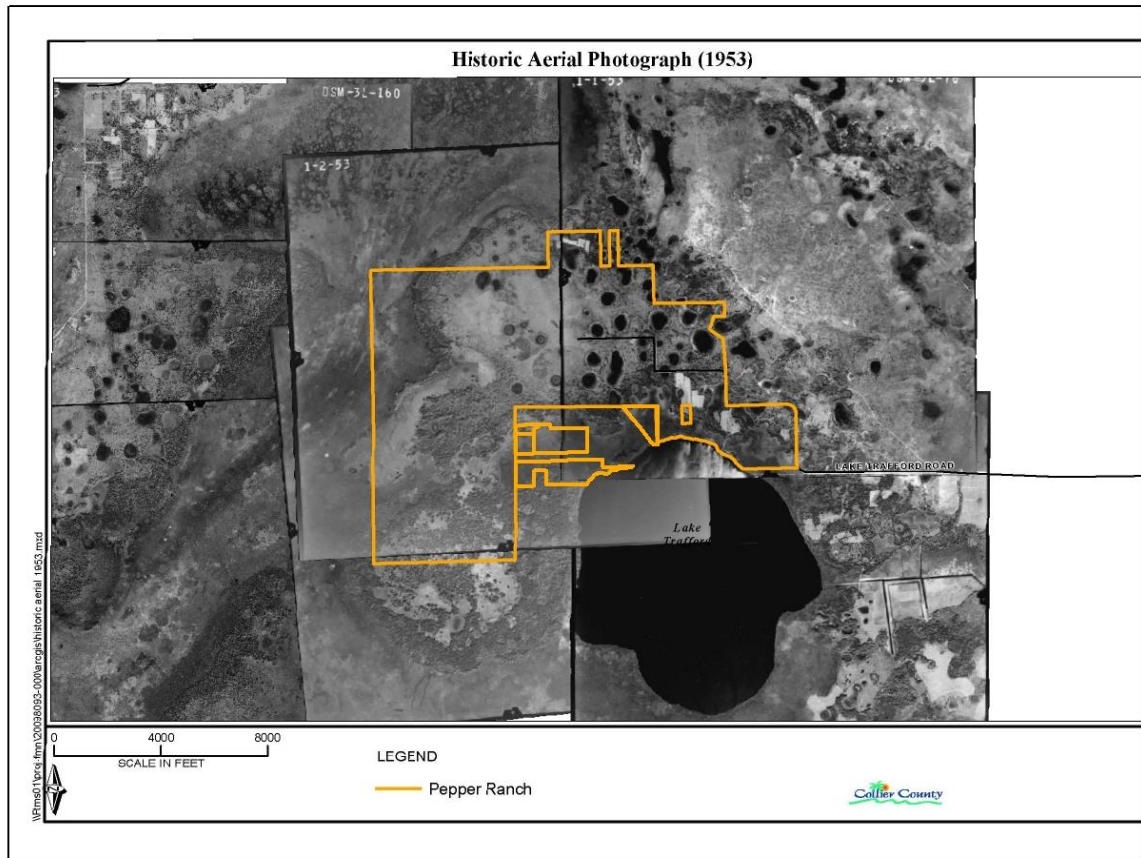 Historic Aerial Photograph (1953)
3
DSM-3L-160
1-1-53
1-2-53
LAKE TRAFFORD ROAD
Lake
Trafford
0 4000 8000
SCALE IN FEET
LEGEND
Pepper Ranch
Collier County